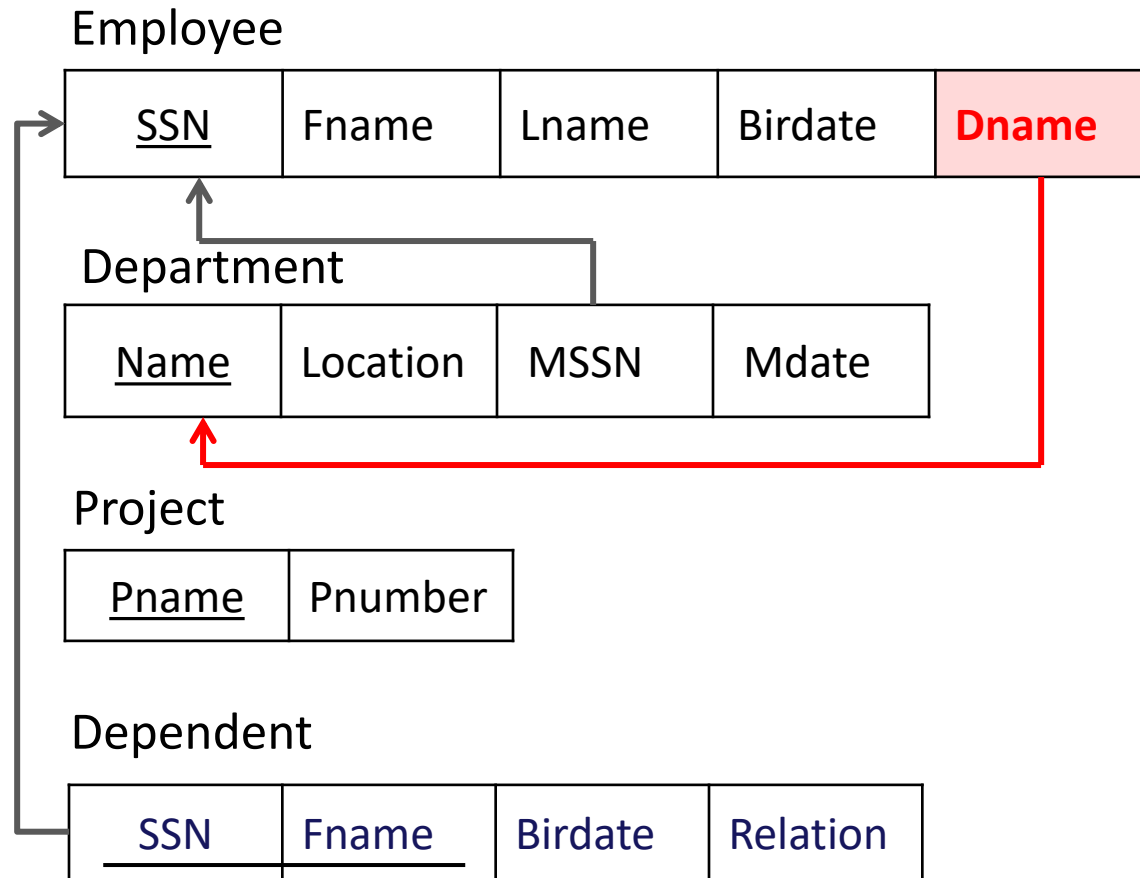 Employee
SSN Fname Lname Birdate Dname
Department
Name Location MSSN Mdate
Project
Pname Pnumber
Dependent
SSN Fname Birdate Relation